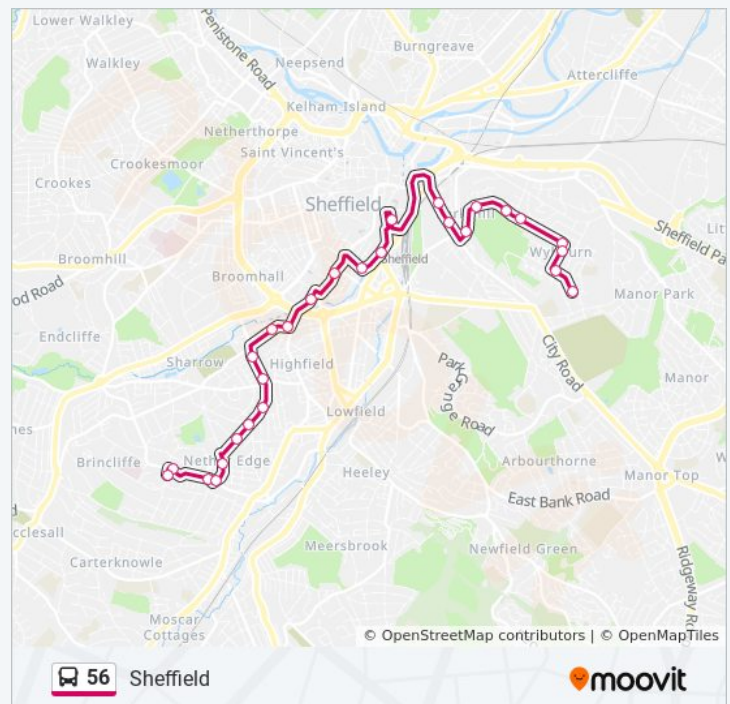 Lower Walkley
Penistone Road
Burngreave
Walkley
Neepsend
Attercliffe
Kelham Island
Netherthorpe
Saint Vincent's
Crookesmoor
Crookes
Sheffield
Sheffield Pa
Broomhill
Sheffield
Broomhall
Manor Park
ood Road
Endcliffe
City Road
Sharrow
Highfield
Park Grange Road
Manor
Lowfield
Brincliffe
Heeley
Arbourthorne
Manor Top
East Bank Road
cclesall
Meersbrook
Newfield Green
Carterknowle
Ridgeway Ro
Moscar
Cottages
© OpenStreetMap contributors | © OpenMapTiles
56 Sheffield
moovit